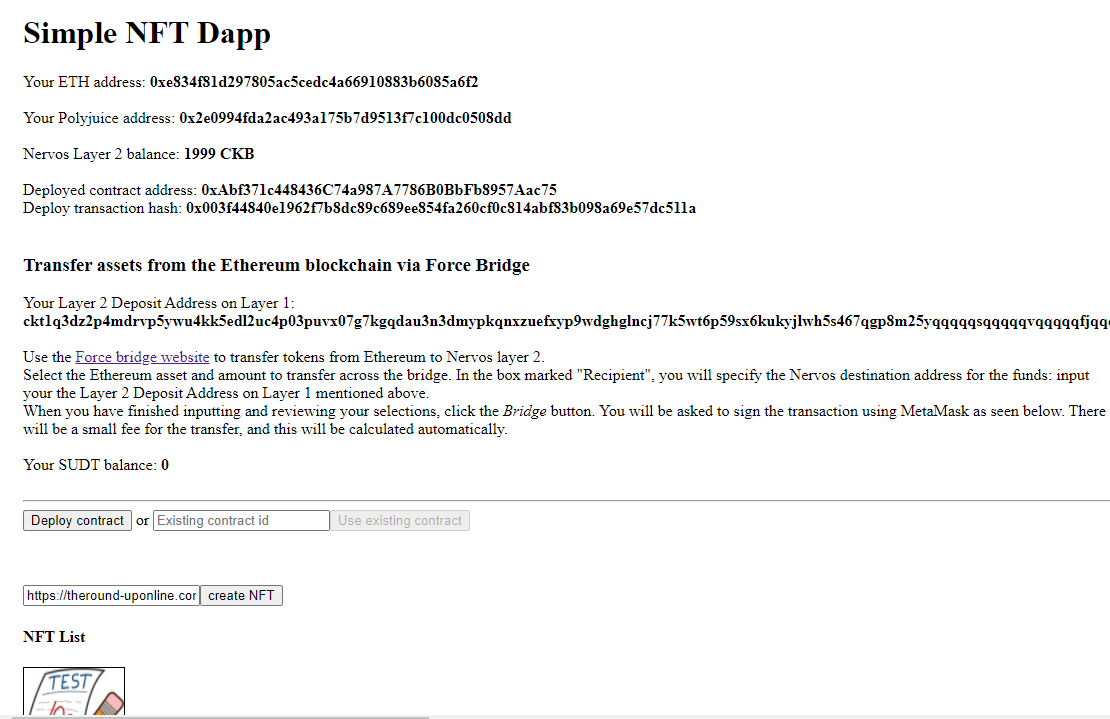 Simple NFT Dapp
Your ETH address: 0xe834f81d297805ac5cedc4a66910883b6085a6f2
Your Polyjuice address: 0x2e0994fda2ac493a175b7d9513f7c100dc0508dd
Nervos Layer 2 balance: 1999 CKB
Deployed contract address: 0xAbf371c448436C74a987A7786B0BbFb8957Aac75
Deploy transaction hash: 0x003f44840e1962f7b8dc89c689ee854fa260cf0c814abf83b098a69e57dc511a
Transfer assets from the Ethereum blockchain via Force Bridge
Your Layer 2 Deposit Address on Layer 1:
ckt1q3dz2p4mdrvp5ywu4kk5edl2uc4p03puvx07g7kgqdau3n3dmypkqnxzuefxyp9wdghglncj77k5wt6p59sx6kukyjlwh5s467qgp8m25yqqqqqsqqqqqvqqqqqfjqq
Use the Force bridge website to transfer tokens from Ethereum to Nervos layer 2.
Select the Ethereum asset and amount to transfer across the bridge. In the box marked "Recipient", you will specify the Nervos destination address for the funds: input
your the Layer 2 Deposit Address on Layer 1 mentioned above.
When you have finished inputting and reviewing your selections, click the Bridge button. You will be asked to sign the transaction using MetaMask as seen below. There
will be a small fee for the transfer, and this will be calculated automatically.
Your SUDT balance: 0
Deploy contract or Existing contract id Use existing contract
https://theround-uponline.cor create NFT
NFT List
TEST